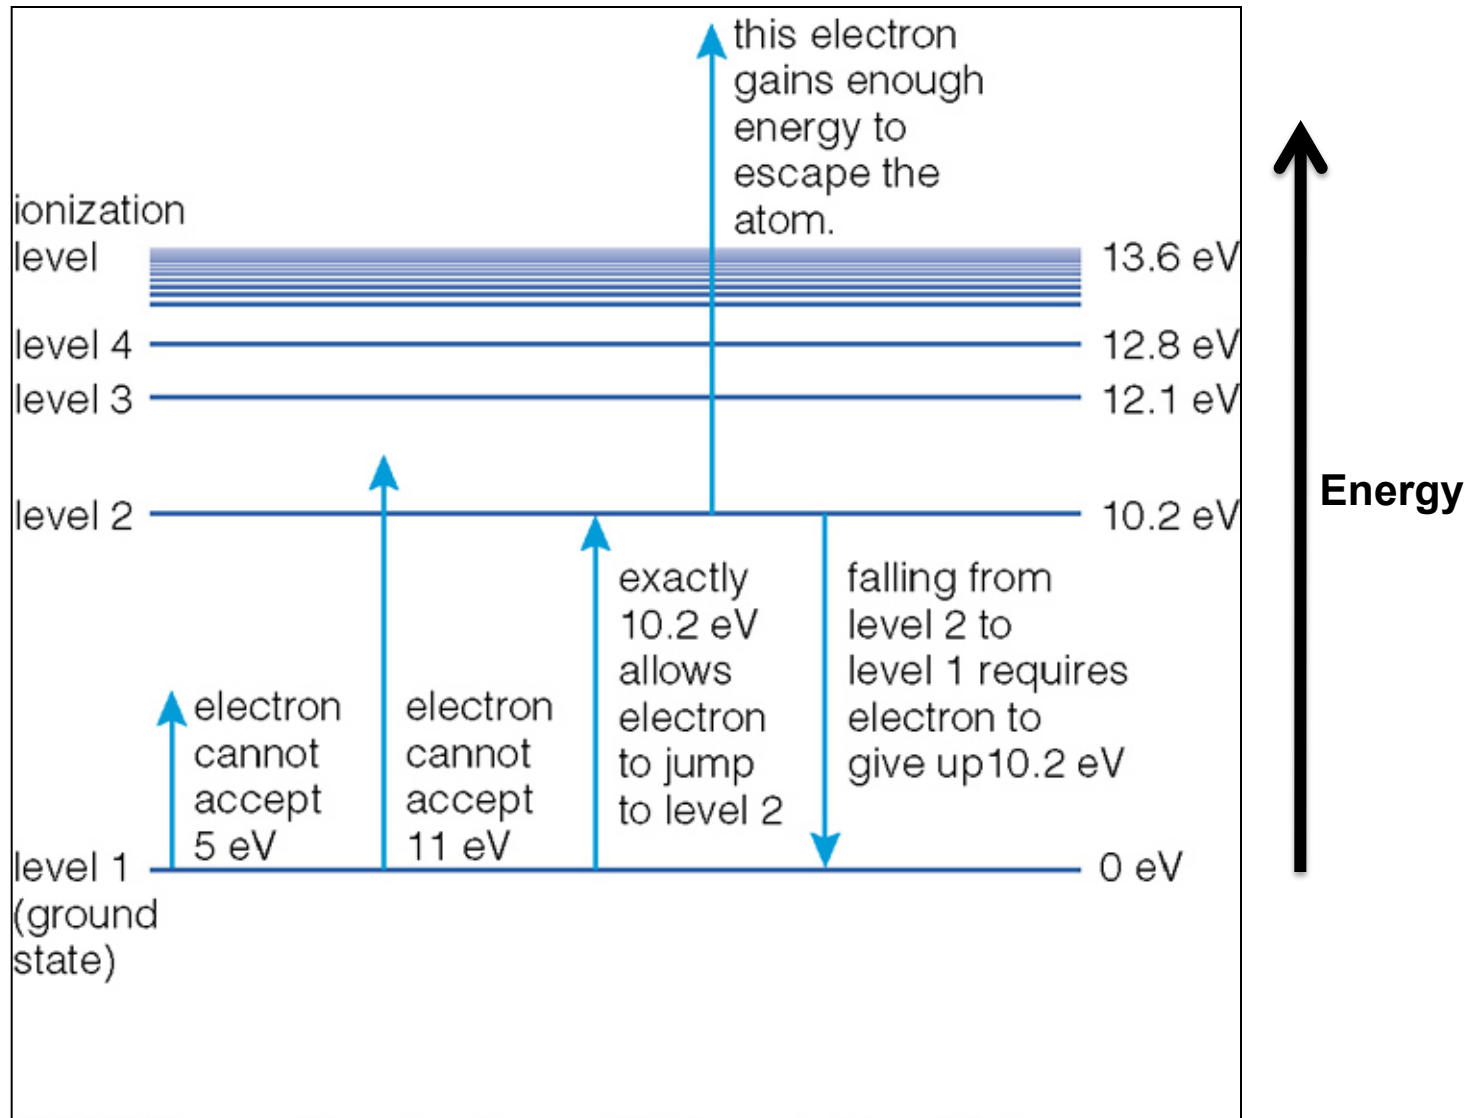 this electron
gains enough
energy to
escape the
atom.
ionization
level
13.6 eV
level 4
12.8 eV
level 3
12.1 eV
level 2
10.2 eV
Energy
exactly
10.2 eV
allows
electron
to jump
to level 2
falling from
level 2 to
level 1 requires
electron to
give up10.2 eV
electron
cannot
accept
5 eV
electron
cannot
accept
11 eV
level 1
(ground
state)
0 eV